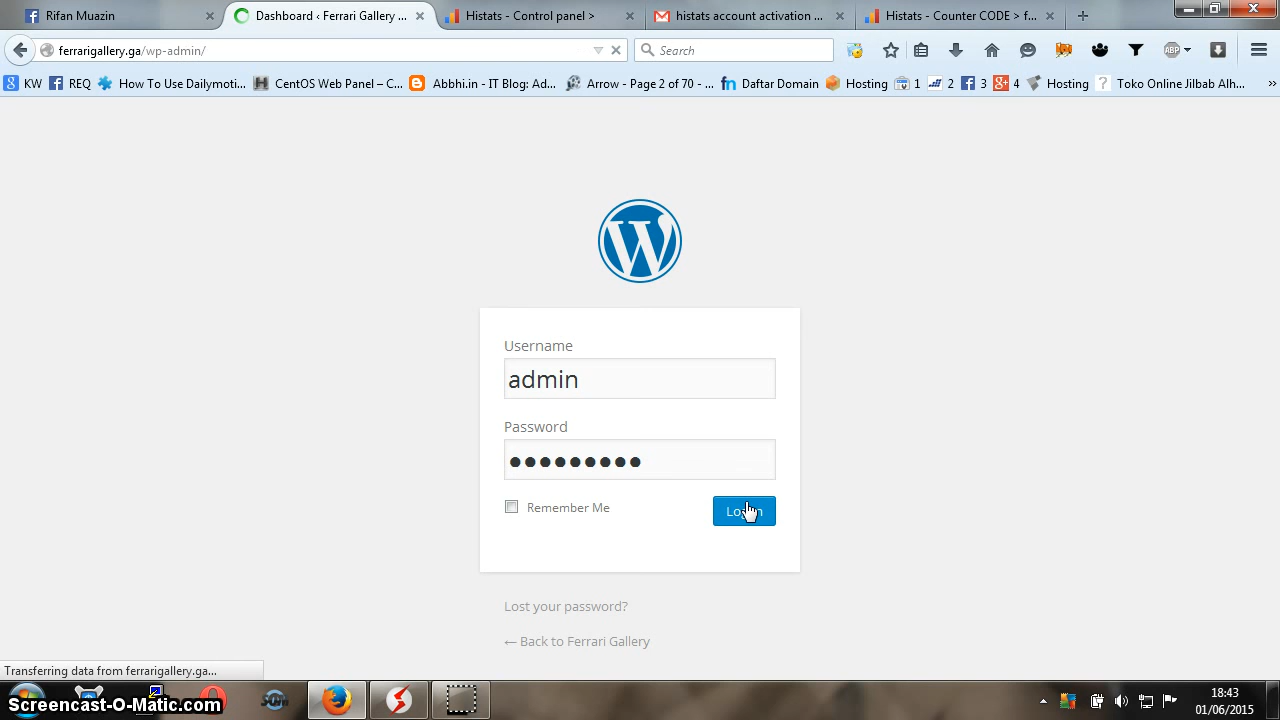 Rifan Muazin
Dashboard ‹ Ferrari Gallery ...
Histats - Control panel >
histats account activation ...
Histats - Counter CODE > f...
ferrarigallery.ga/wp-admin/
Search
ABP
KW
REQ
How To Use Dailymoti...
CentOS Web Panel – C...
Abbhi.in - IT Blog: Ad...
Arrow - Page 2 of 70 - ...
Daftar Domain
Hosting
1
2
3
4
Hosting
Toko Online Jilbab Alh...
Username
admin
Password
Remember Me
Lost your password?
← Back to Ferrari Gallery
Transferring data from ferrarigallery.ga...
18:43
01/06/2015
Screencast-O-Matic.com